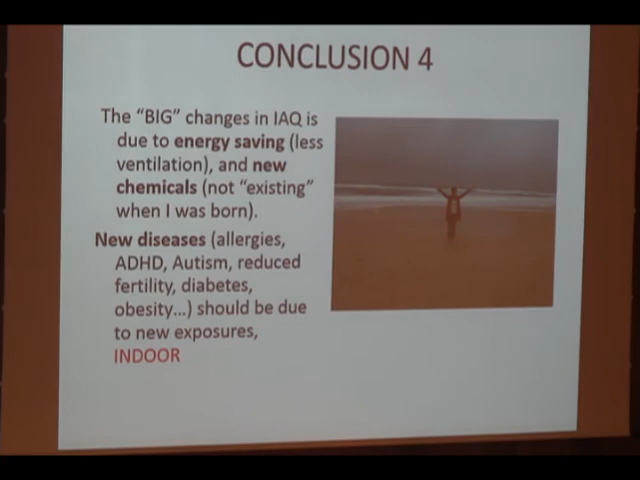 CONCLUSION 4
The "BIG" changes in IAQ is
due to energy saving (less
ventilation), and new
chemicals (not "existing"
when I was born).
New diseases (allergies,
ADHD, Autism, reduced
fertility, diabetes,
obesity...) should be due
to new exposures,
INDOOR